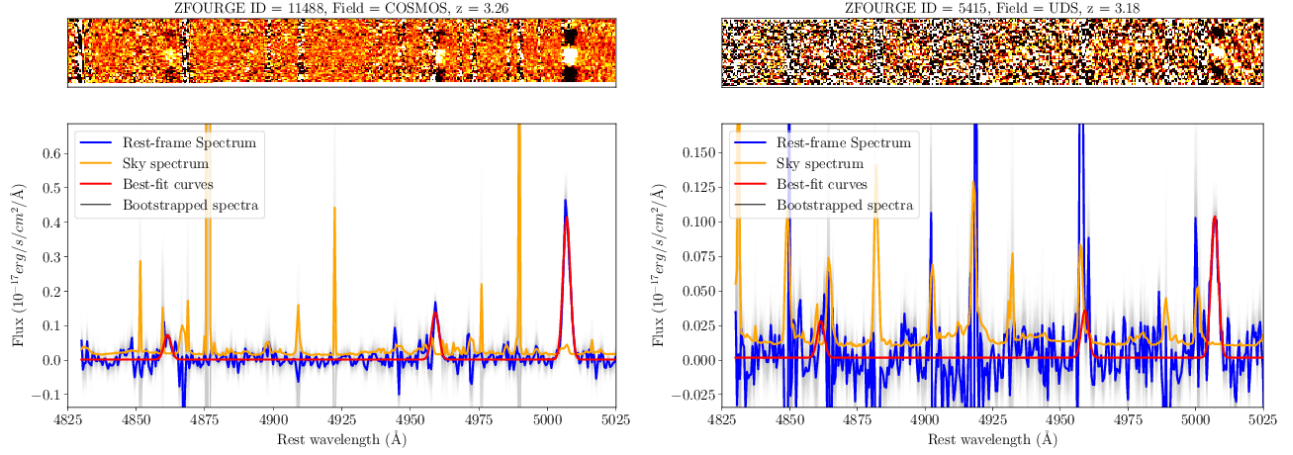 ZFOURGE ID = 11488, Field = COSMOS, z = 3.26
Rest-frame Spectrum
Sky spectrum
Best-fit curves
Bootstrapped spectra
Flux (10⁻¹⁷erg/s/cm²/Å)
0.6
0.5
0.4
0.3
0.2
0.1
0.0
−0.1
4825
4850
4875
4900
4925
4950
4975
5000
5025
Rest wavelength (Å)
ZFOURGE ID = 5415, Field = UDS, z = 3.18
Rest-frame Spectrum
Sky spectrum
Best-fit curves
Bootstrapped spectra
Flux (10⁻¹⁷erg/s/cm²/Å)
0.150
0.125
0.100
0.075
0.050
0.025
0.000
−0.025
4825
4850
4875
4900
4925
4950
4975
5000
5025
Rest wavelength (Å)